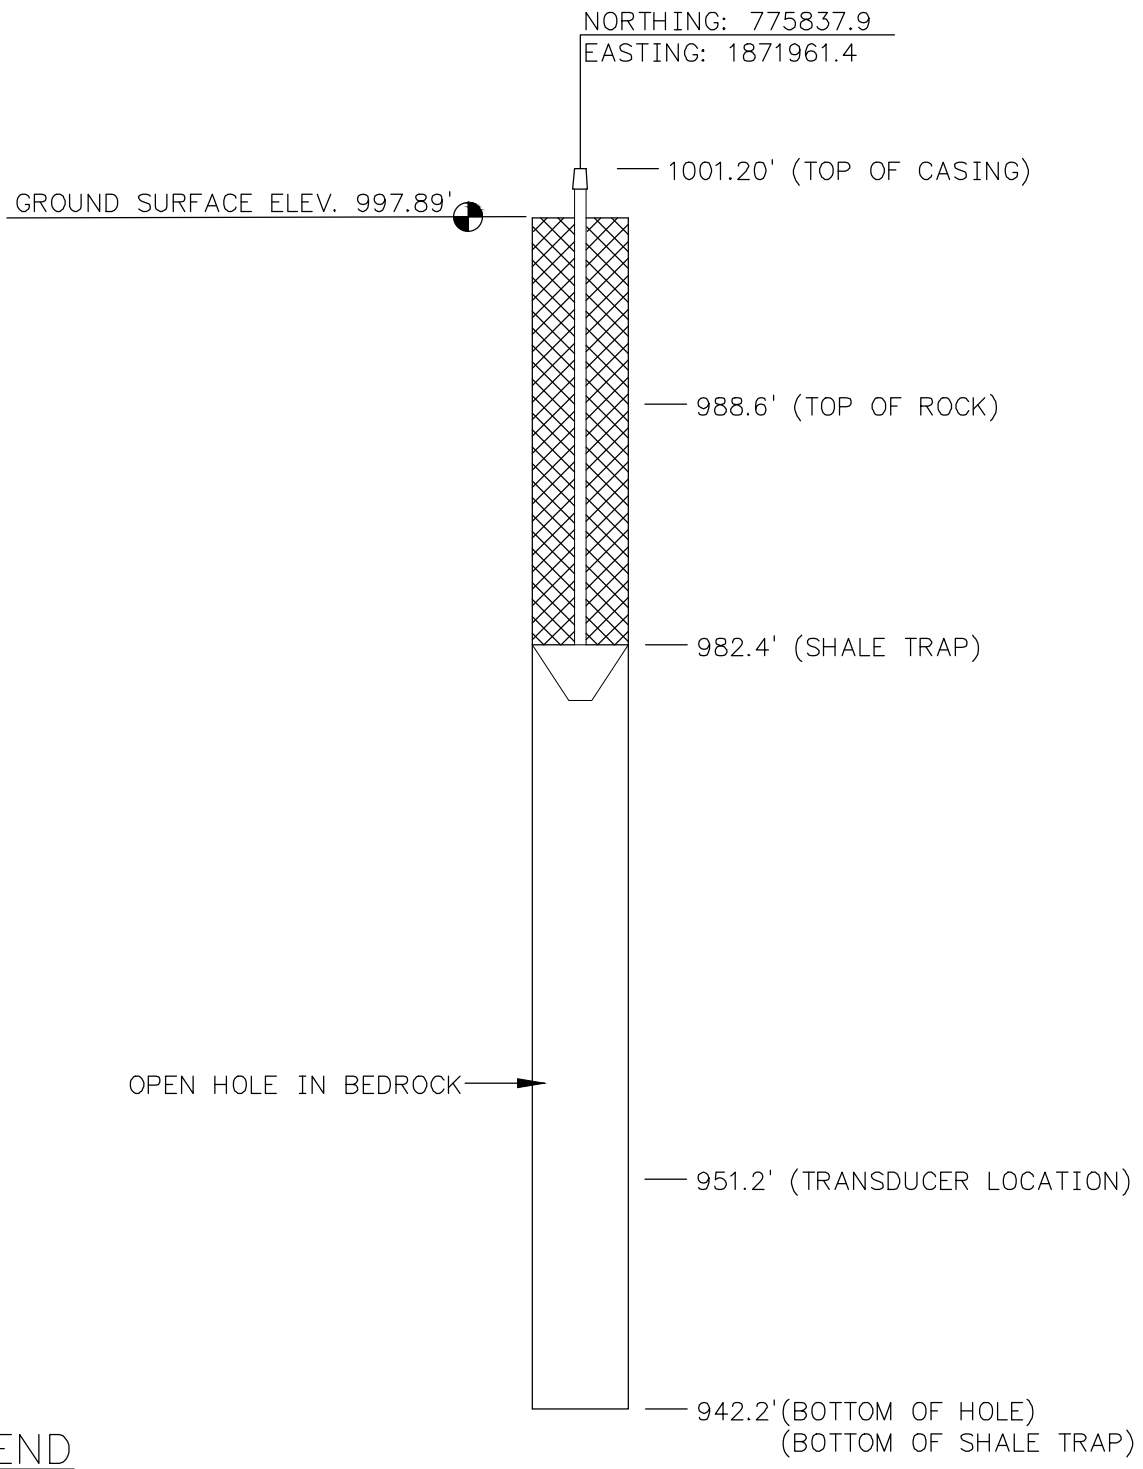 NORTHING: 775837.9
EASTING: 1871961.4
1001.20' (TOP OF CASING)
GROUND SURFACE ELEV. 997.89'
988.6' (TOP OF ROCK)
982.4' (SHALE TRAP)
OPEN HOLE IN BEDROCK
951.2' (TRANSDUCER LOCATION)
942.2' (BOTTOM OF HOLE)
(BOTTOM OF SHALE TRAP)
END